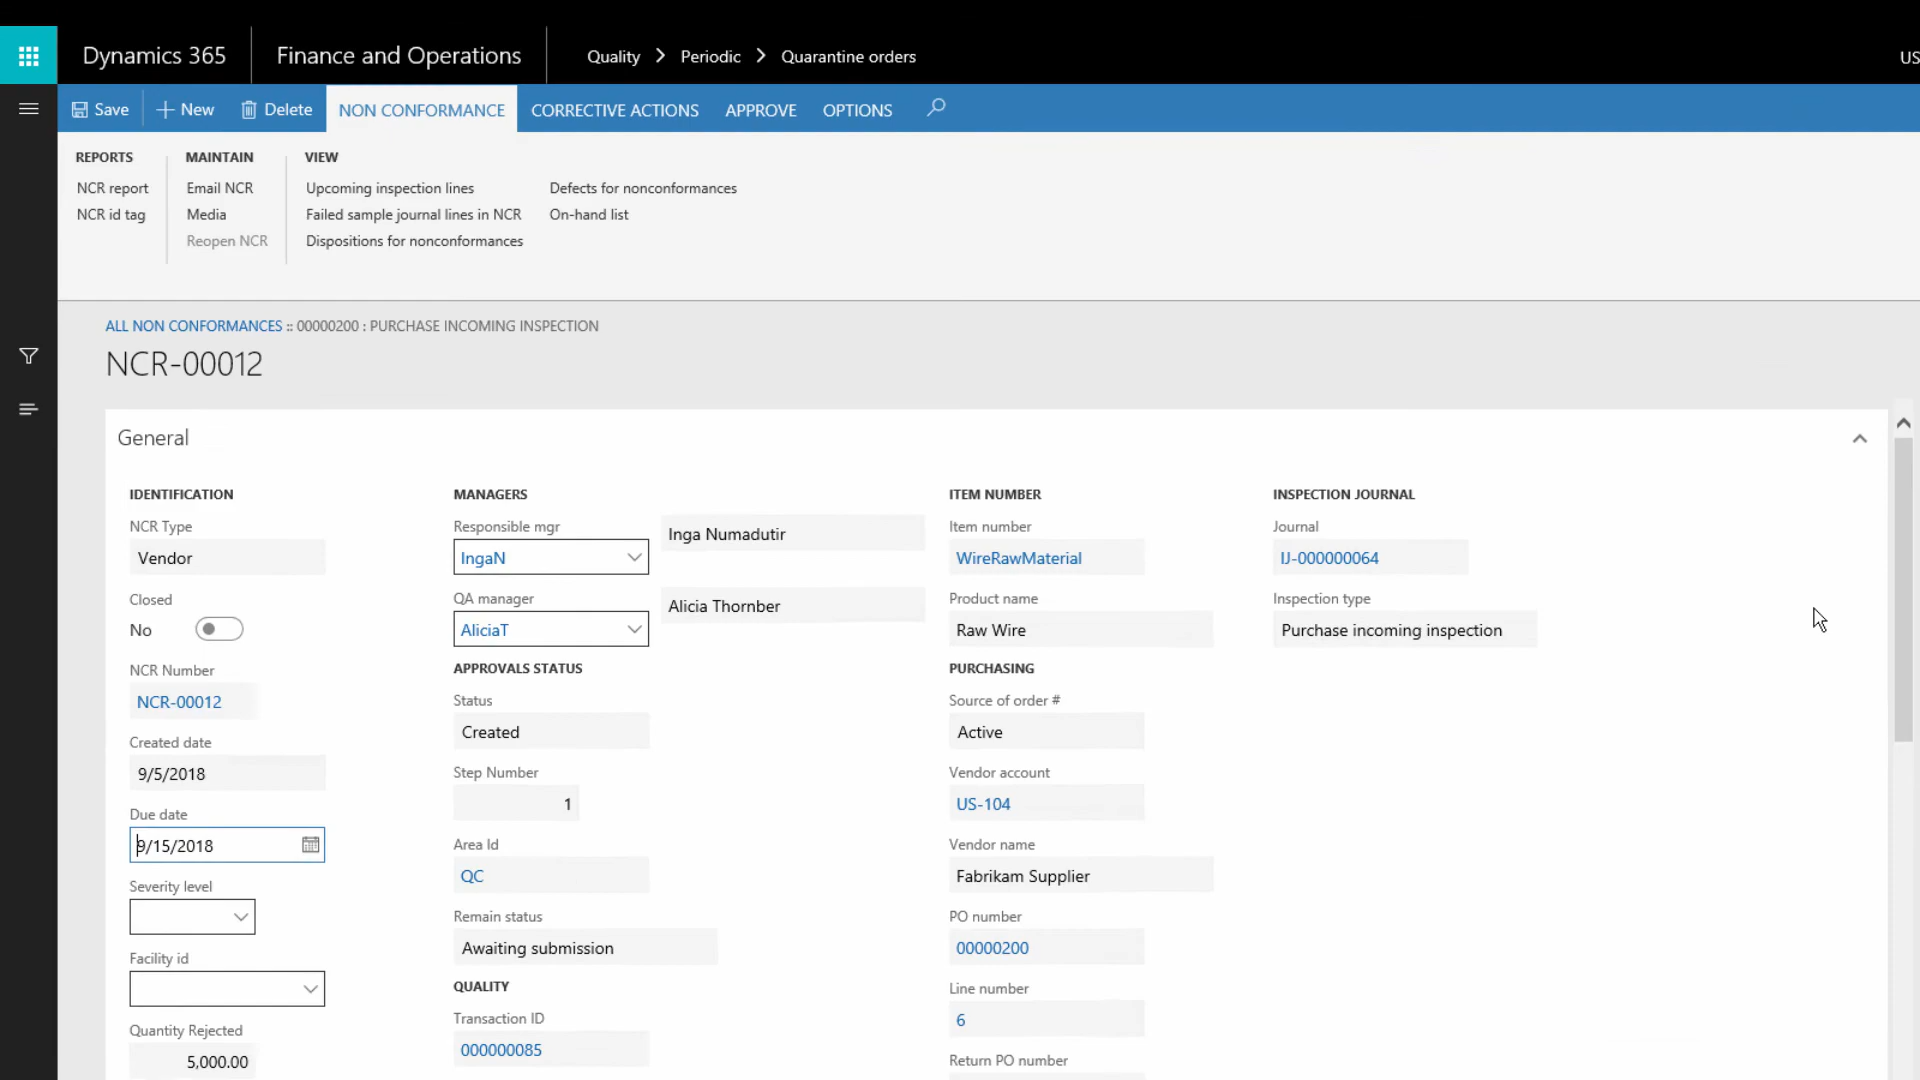 Dynamics 365
Finance and Operations
Quality > Periodic > Quarantine orders
US
Save
New
Delete
NON CONFORMANCE
CORRECTIVE ACTIONS
APPROVE
OPTIONS
REPORTS
NCR report
NCR id tag
MAINTAIN
Email NCR
Media
Reopen NCR
VIEW
Upcoming inspection lines
Failed sample journal lines in NCR
Dispositions for nonconformances
Defects for nonconformances
On-hand list
ALL NON CONFORMANCES :: 00000200 : PURCHASE INCOMING INSPECTION
NCR-00012
General
IDENTIFICATION
NCR Type
Vendor
Closed
No
NCR Number
NCR-00012
Created date
9/5/2018
Due date
9/15/2018
Severity level
Facility id
Quantity Rejected
5,000.00
MANAGERS
Responsible mgr
IngaN
Inga Numadutir
QA manager
AliciaT
Alicia Thornber
APPROVALS STATUS
Status
Created
Step Number
1
Area Id
QC
Remain status
Awaiting submission
QUALITY
Transaction ID
000000085
ITEM NUMBER
Item number
WireRawMaterial
Product name
Raw Wire
PURCHASING
Source of order #
Active
Vendor account
US-104
Vendor name
Fabrikam Supplier
PO number
00000200
Line number
6
Return PO number
INSPECTION JOURNAL
Journal
IJ-000000064
Inspection type
Purchase incoming inspection